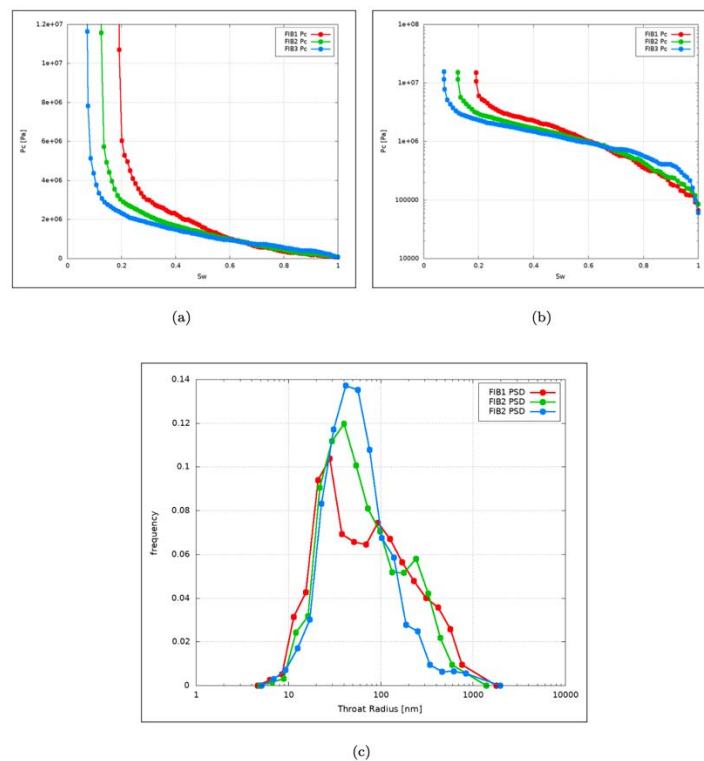 1.2e+07
1e+07
8e+06
6e+06
4e+06
2e+06
0
Pc [Pa]
0
0.2
0.4
0.6
0.8
1
Sw
FIB1 Pc
FIB2 Pc
FIB3 Pc
(a)
1e+08
1e+07
1e+06
100000
10000
Pc [Pa]
0
0.2
0.4
0.6
0.8
1
Sw
FIB1 Pc
FIB2 Pc
FIB3 Pc
(b)
0.14
0.12
0.1
0.08
0.06
0.04
0.02
0
frequency
1
10
100
1000
10000
Throat Radius [nm]
FIB1 PSD
FIB2 PSD
FIB2 PSD
(c)